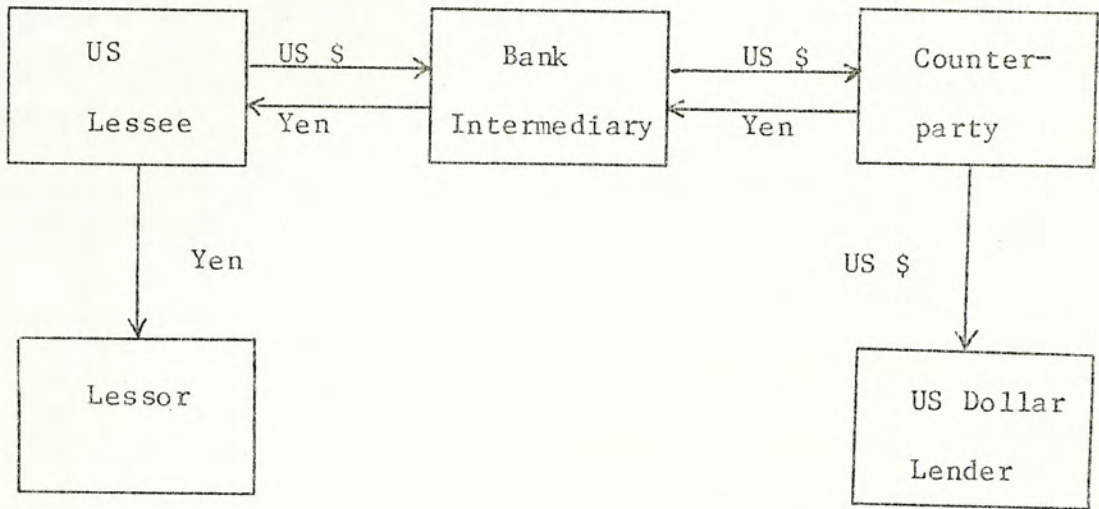 US
Lessee
US $
Yen
Bank
Intermediary
US $
Yen
Counter-
party
Yen
US $
Lessor
US Dollar
Lender